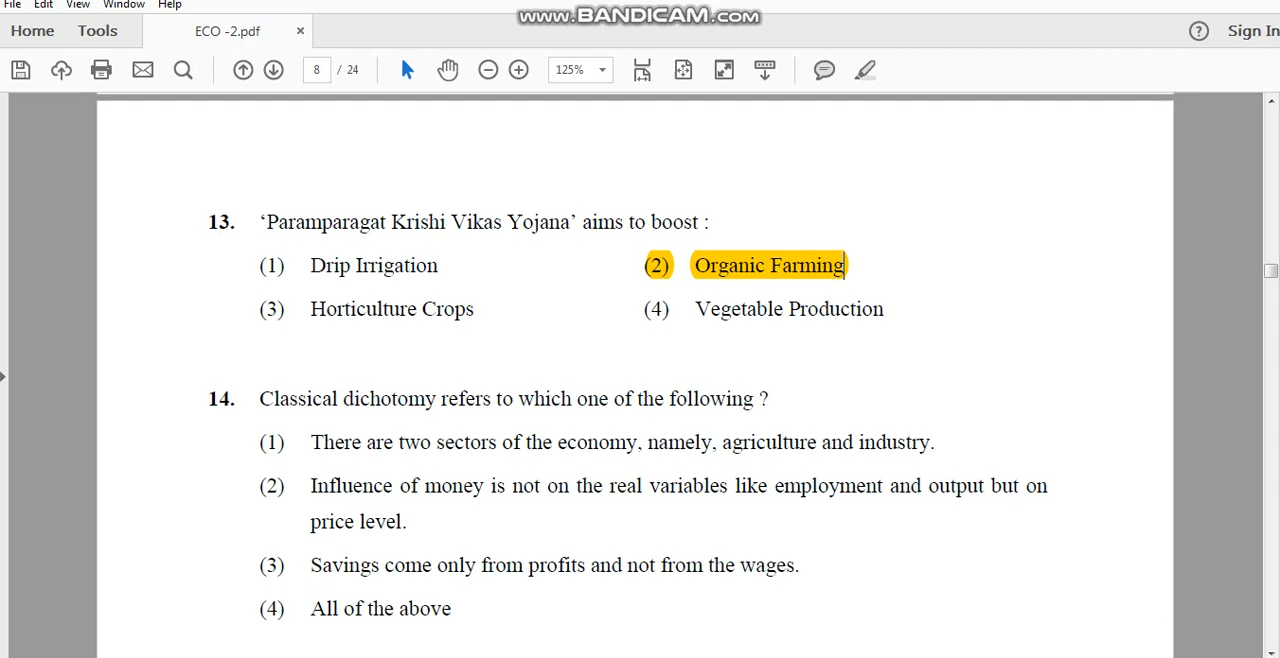 File Edit View Window Help
www.BANDICAM.com
Home Tools ECO -2.pdf × ? Sign In
8 / 24 125%
13. ‘Paramparagat Krishi Vikas Yojana’ aims to boost :
(1) Drip Irrigation (2) Organic Farming
(3) Horticulture Crops (4) Vegetable Production
14. Classical dichotomy refers to which one of the following ?
(1) There are two sectors of the economy, namely, agriculture and industry.
(2) Influence of money is not on the real variables like employment and output but on
price level.
(3) Savings come only from profits and not from the wages.
(4) All of the above